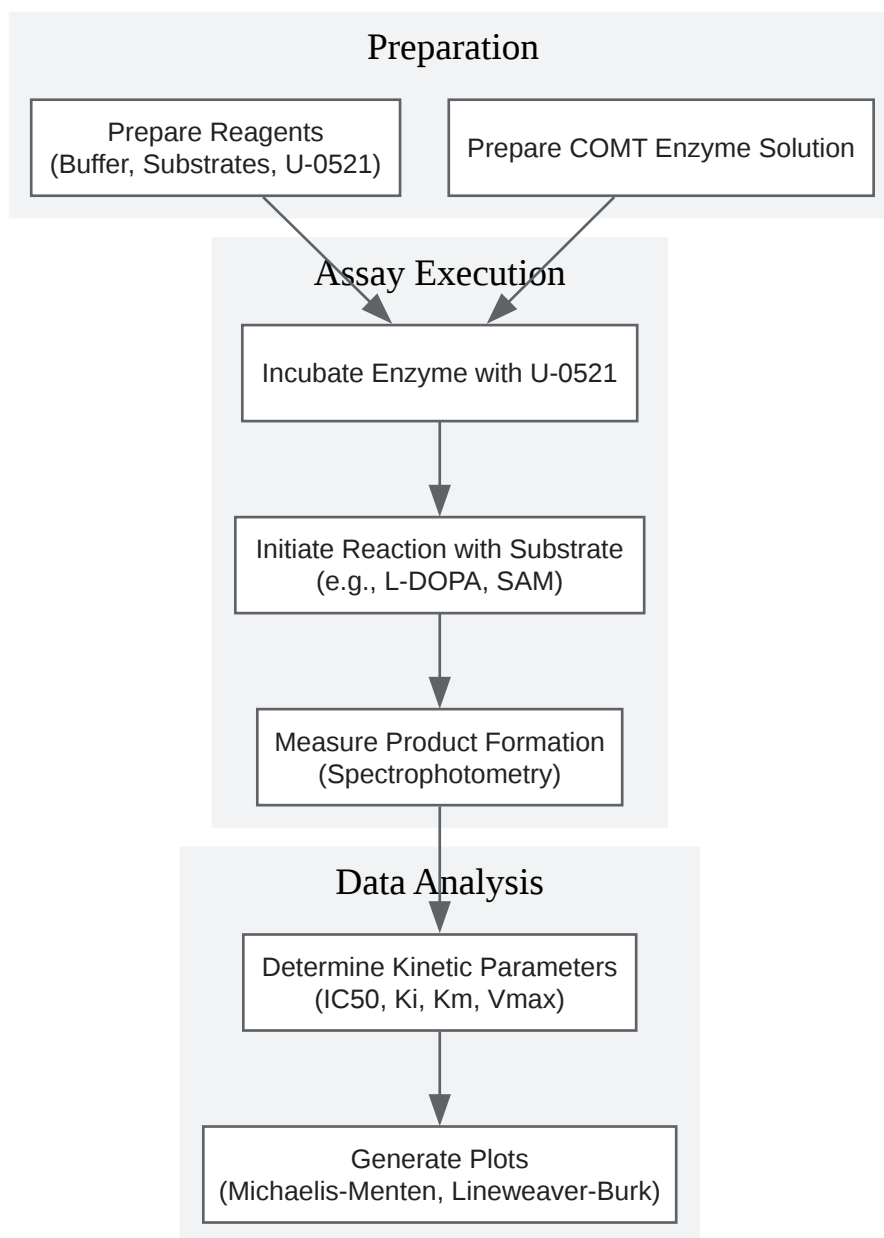 Preparation
Prepare Reagents
(Buffer, Substrates, U-0521)
Prepare COMT Enzyme Solution
Assay Execution
Incubate Enzyme with U-0521
Initiate Reaction with Substrate
(e.g., L-DOPA, SAM)
Measure Product Formation
(Spectrophotometry)
Data Analysis
Determine Kinetic Parameters
(IC50, Ki, Km, Vmax)
Generate Plots
(Michaelis-Menten, Lineweaver-Burk)